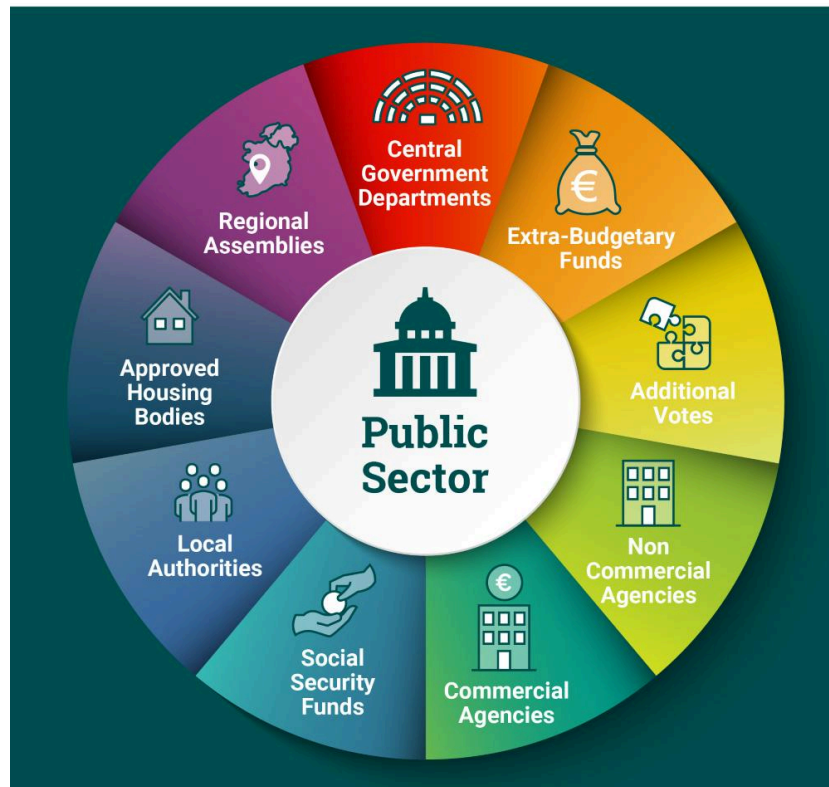 Central
Government
Departments
Extra-Budgetary
Funds
€
Additional
Votes
Non
Commercial
Agencies
€
Commercial
Agencies
Social
Security
Funds
Local
Authorities
Approved
Housing
Bodies
Regional
Assemblies
Public
Sector